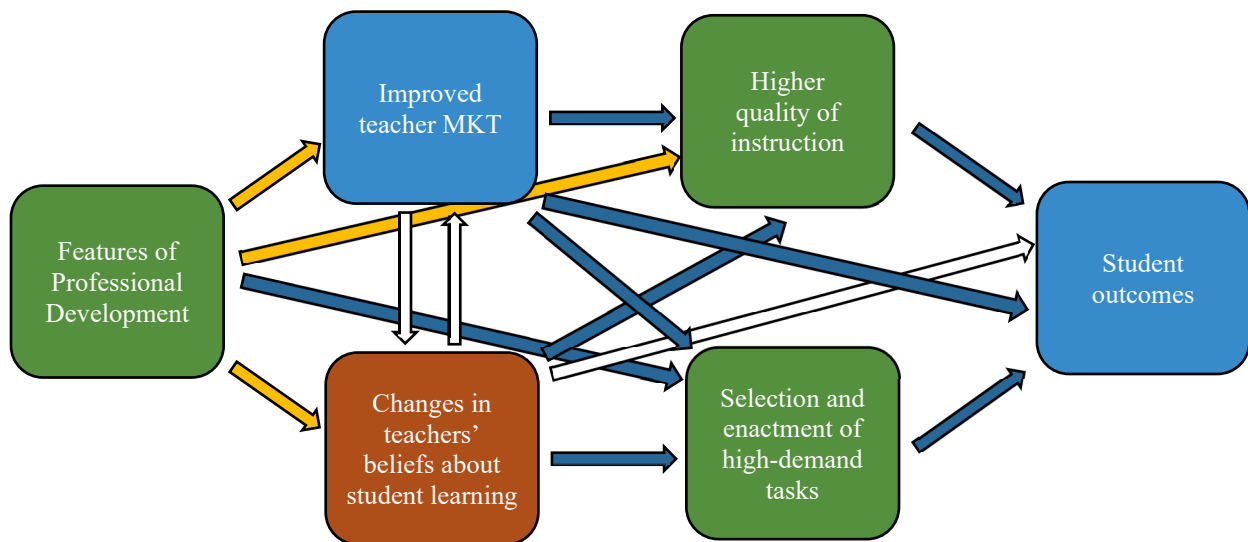 Improved
teacher MKT
Higher
quality of
instruction
Features of
Professional
Development
Student
outcomes
Changes in
teachers’
beliefs about
student learning
Selection and
enactment of
high-demand
tasks